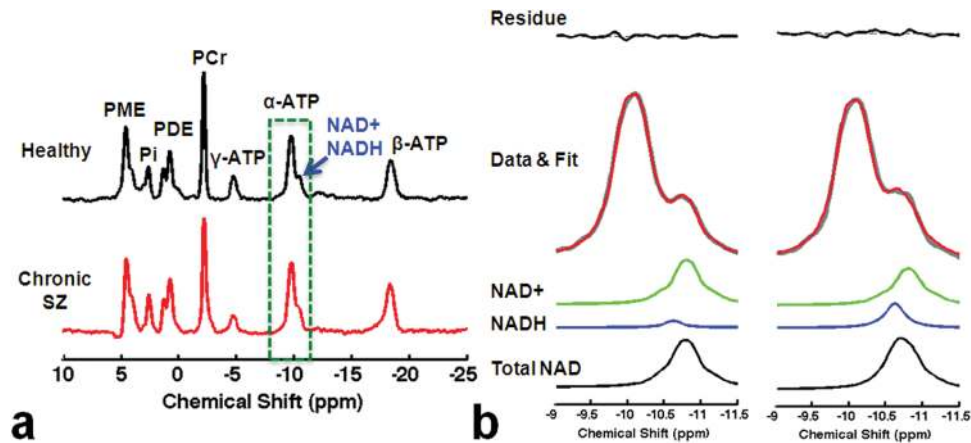 PCr
PME
α-ATP
PDE
NAD+
NADH
Healthy
Pi
γ-ATP
β-ATP
Chronic
SZ
10 5 0 -5 -10 -15 -20 -25
Chemical Shift (ppm)
a
Residue
Data & Fit
NAD+
NADH
Total NAD
-9 -9.5 -10 -10.5 -11 -11.5
Chemical Shift (ppm)
-9 -9.5 -10 -10.5 -11 -11.5
Chemical Shift (ppm)
b